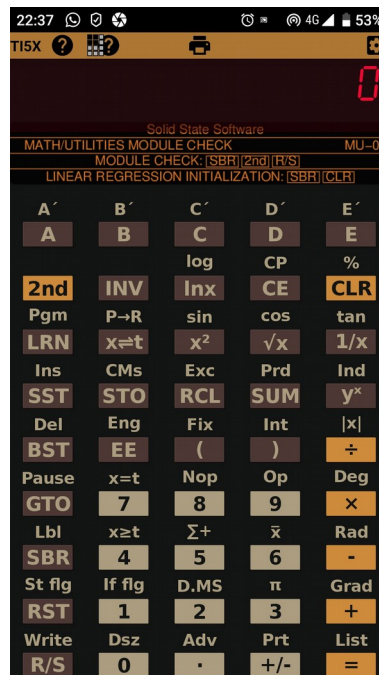 22:37 4G 53%
TI5X ? ?
0
Solid State Software
MATH/UTILITIES MODULE CHECK MU-0
MODULE CHECK: SBR 2nd R/S
LINEAR REGRESSION INITIALIZATION: SBR CLR
A´ B´ C´ D´ E´
A B C D E
log CP %
2nd INV lnx CE CLR
Pgm P→R sin cos tan
LRN x⇌t x² √x 1/x
Ins CMs Exc Prd Ind
SST STO RCL SUM yˣ
Del Eng Fix Int |x|
BST EE ( ) ÷
Pause x=t Nop Op Deg
GTO 7 8 9 ×
Lbl x≥t Σ+ x̄ Rad
SBR 4 5 6 -
St flg If flg D.MS π Grad
RST 1 2 3 +
Write Dsz Adv Prt List
R/S 0 . +/- =